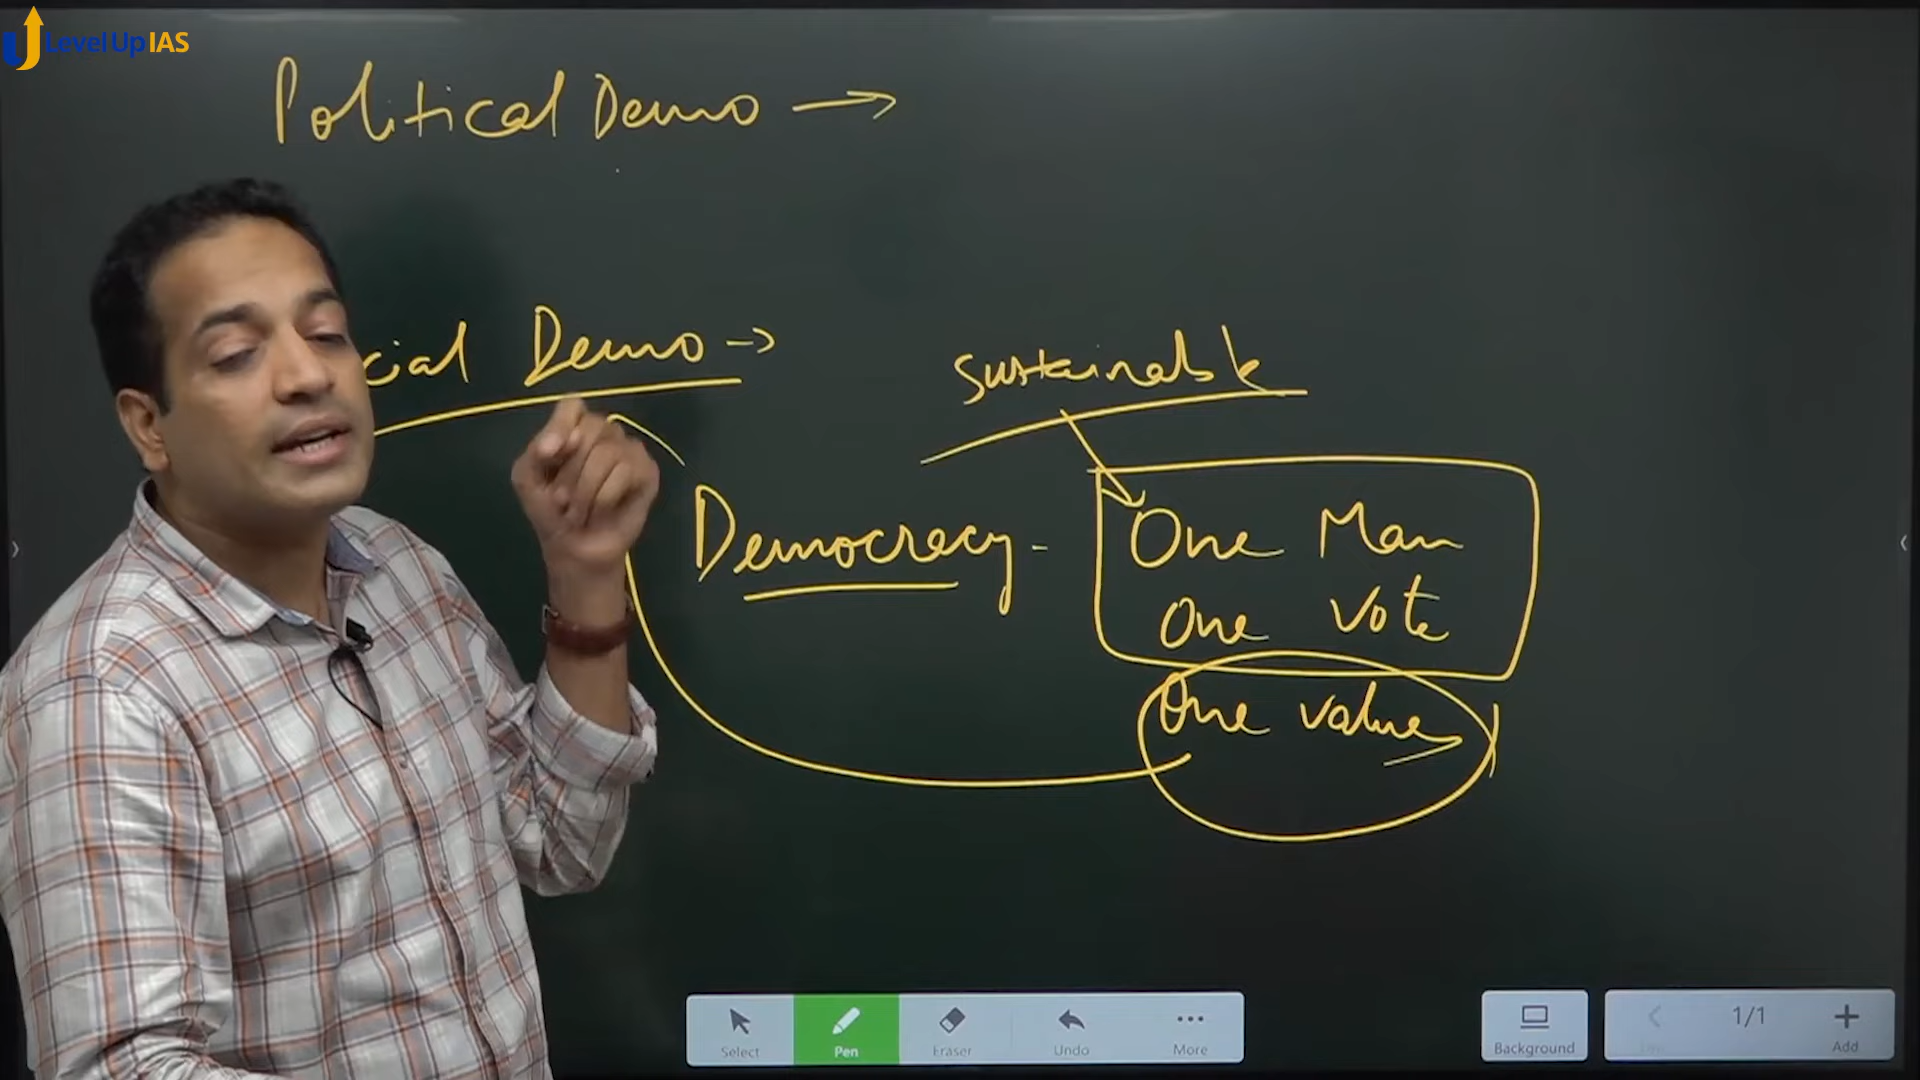 Level Up IAS
Political Demo →
cial Demo →
sustainable
Democracy -
One Man
One Vote
One value
Select
Pen
Eraser
Undo
More
Background
1/1
Add